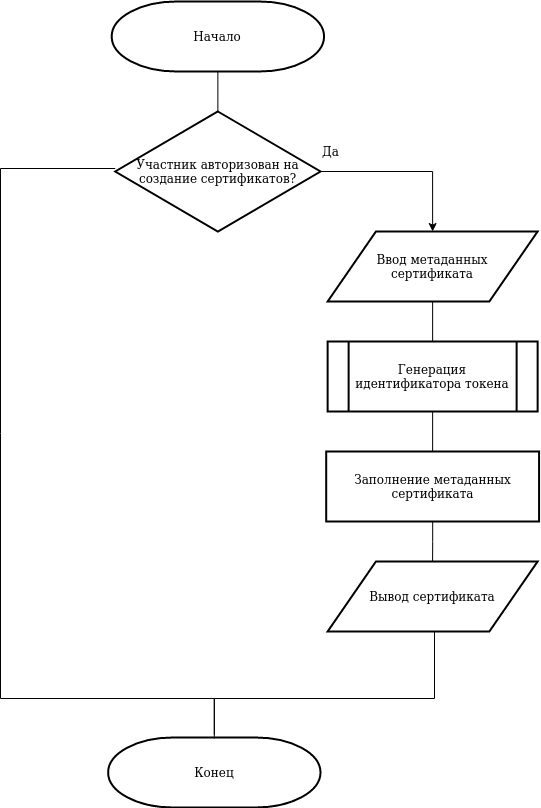 Начало
Участник авторизован на
создание сертификатов?
Да
Ввод метаданных
сертификата
Генерация
идентификатора токена
Заполнение метаданных
сертификата
Вывод сертификата
Конец